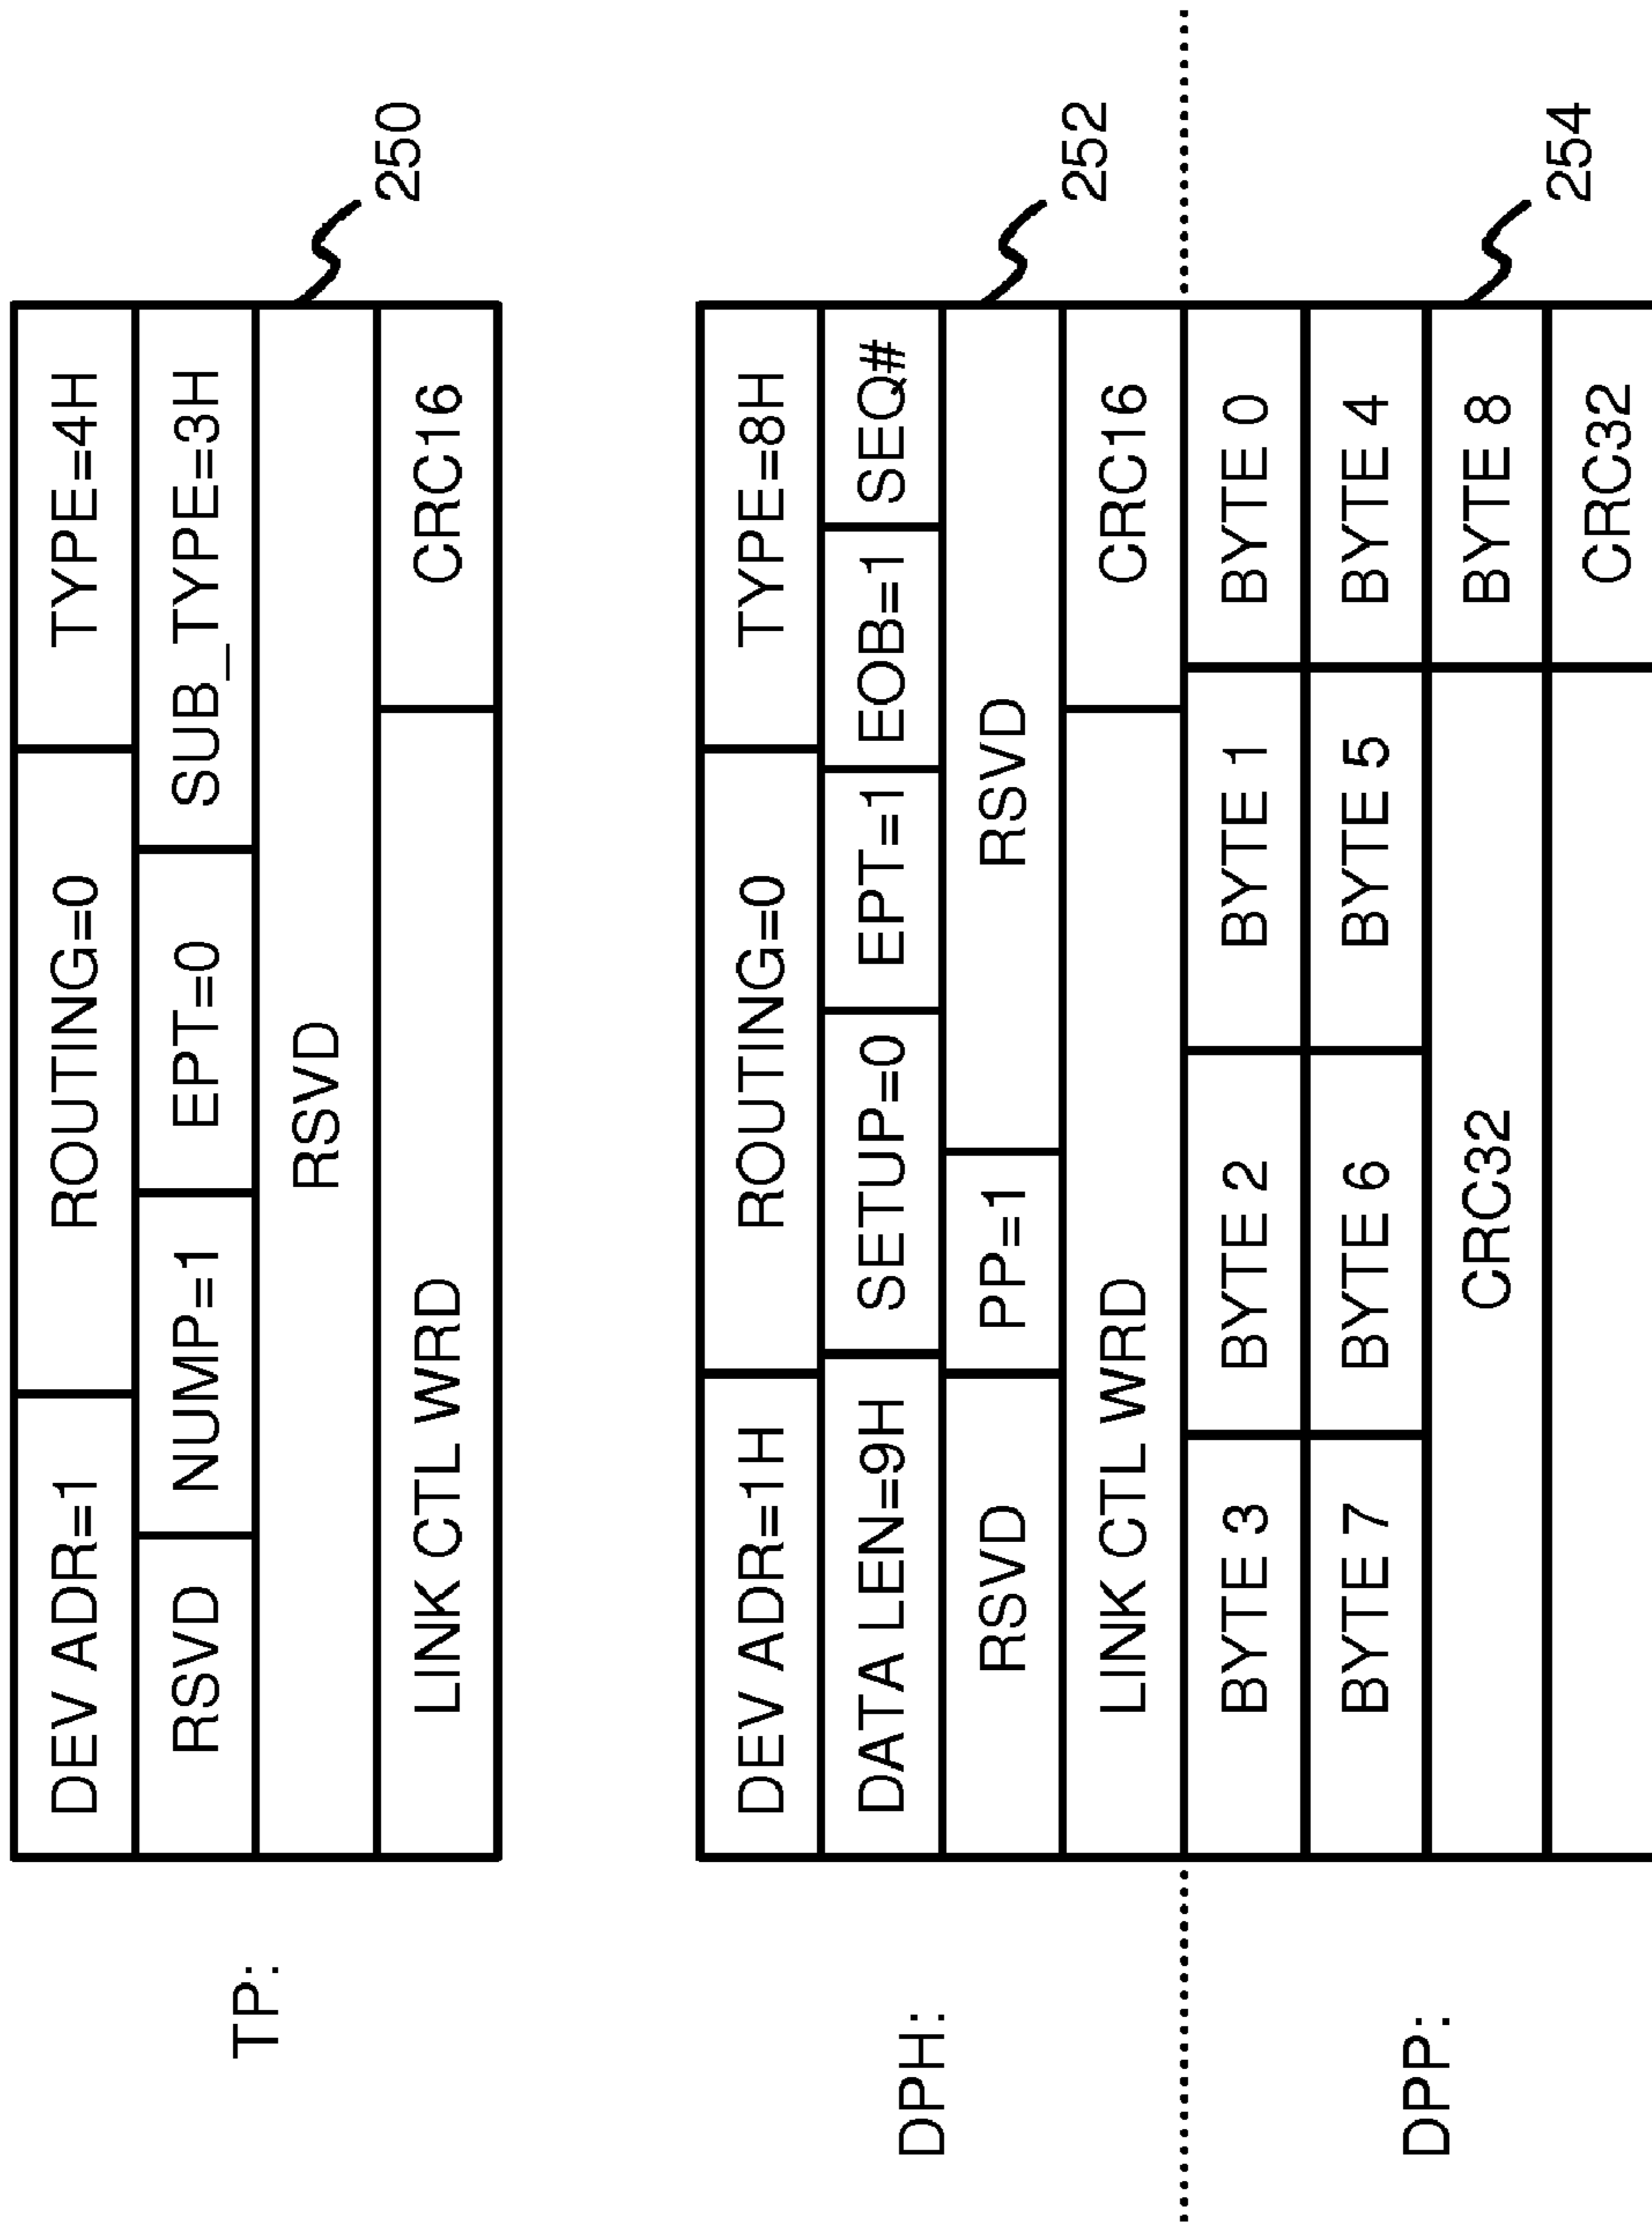 TP:
DEV ADR=1 ROUTING=0 TYPE=4H
RSVD NUMP=1 EPT=0 SUB_TYPE=3H
RSVD
LINK CTL WRD CRC16
250
DPH:
DEV ADR=1H ROUTING=0 TYPE=8H
DATA LEN=9H SETUP=0 EPT=1 EOB=1 SEQ#
RSVD PP=1 RSVD
LINK CTL WRD CRC16
252
DPP:
BYTE 3 BYTE 2 BYTE 1 BYTE 0
BYTE 7 BYTE 6 BYTE 5 BYTE 4
CRC32 BYTE 8
CRC32
254